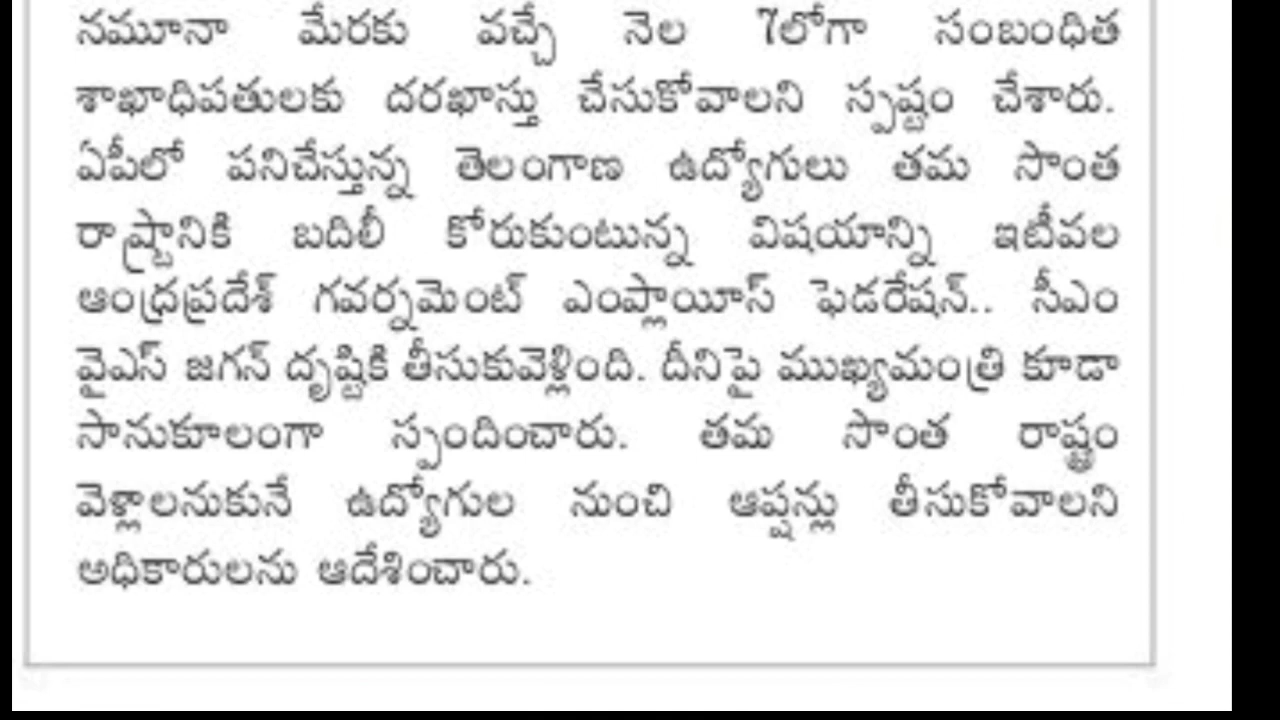 నమూనా మేరకు వచ్చే నెల 7లోగా సంబంధిత
శాఖాధిపతులకు దరఖాస్తు చేసుకోవాలని స్పష్టం చేశారు.
ఏపీలో పనిచేస్తున్న తెలంగాణ ఉద్యోగులు తమ సొంత
రాష్ట్రానికి బదిలీ కోరుకుంటున్న విషయాన్ని ఇటీవల
ఆంధ్రప్రదేశ్ గవర్నమెంట్ ఎంప్లాయీస్ ఫెడరేషన్.. సీఎం
వైఎస్ జగన్ దృష్టికి తీసుకువెళ్లింది. దీనిపై ముఖ్యమంత్రి కూడా
సానుకూలంగా స్పందించారు. తమ సొంత రాష్ట్రం
వెళ్లాలనుకునే ఉద్యోగుల నుంచి ఆప్షన్లు తీసుకోవాలని
అధికారులను ఆదేశించారు.